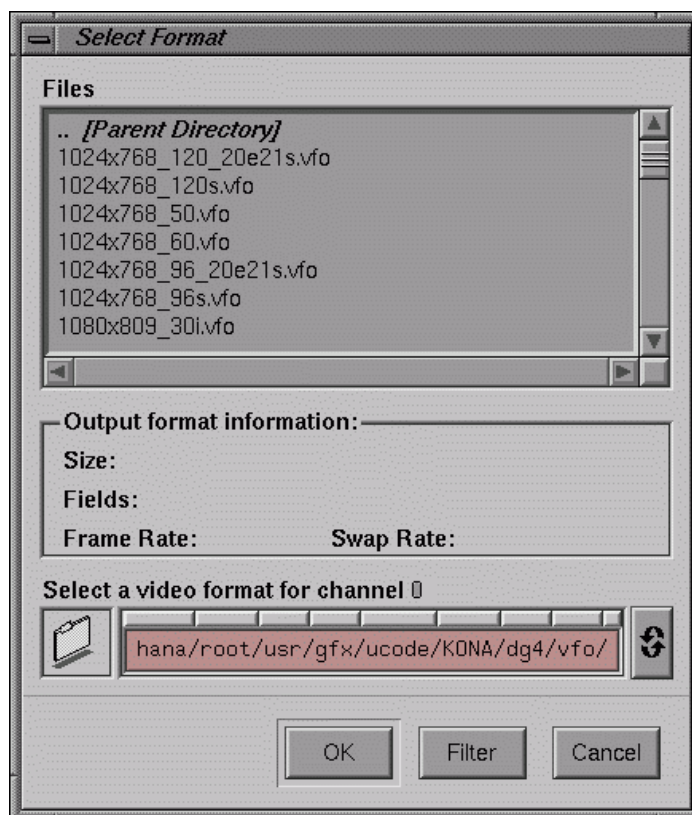 Select Format
Files
.. [Parent Directory]
1024x768_120_20e21s.vfo
1024x768_120s.vfo
1024x768_50.vfo
1024x768_60.vfo
1024x768_96_20e21s.vfo
1024x768_96s.vfo
1080x809_30i.vfo
Output format information:
Size:
Fields:
Frame Rate: Swap Rate:
Select a video format for channel 0
hana/root/usr/gfx/ucode/KONA/dg4/vfo/
OK Filter Cancel